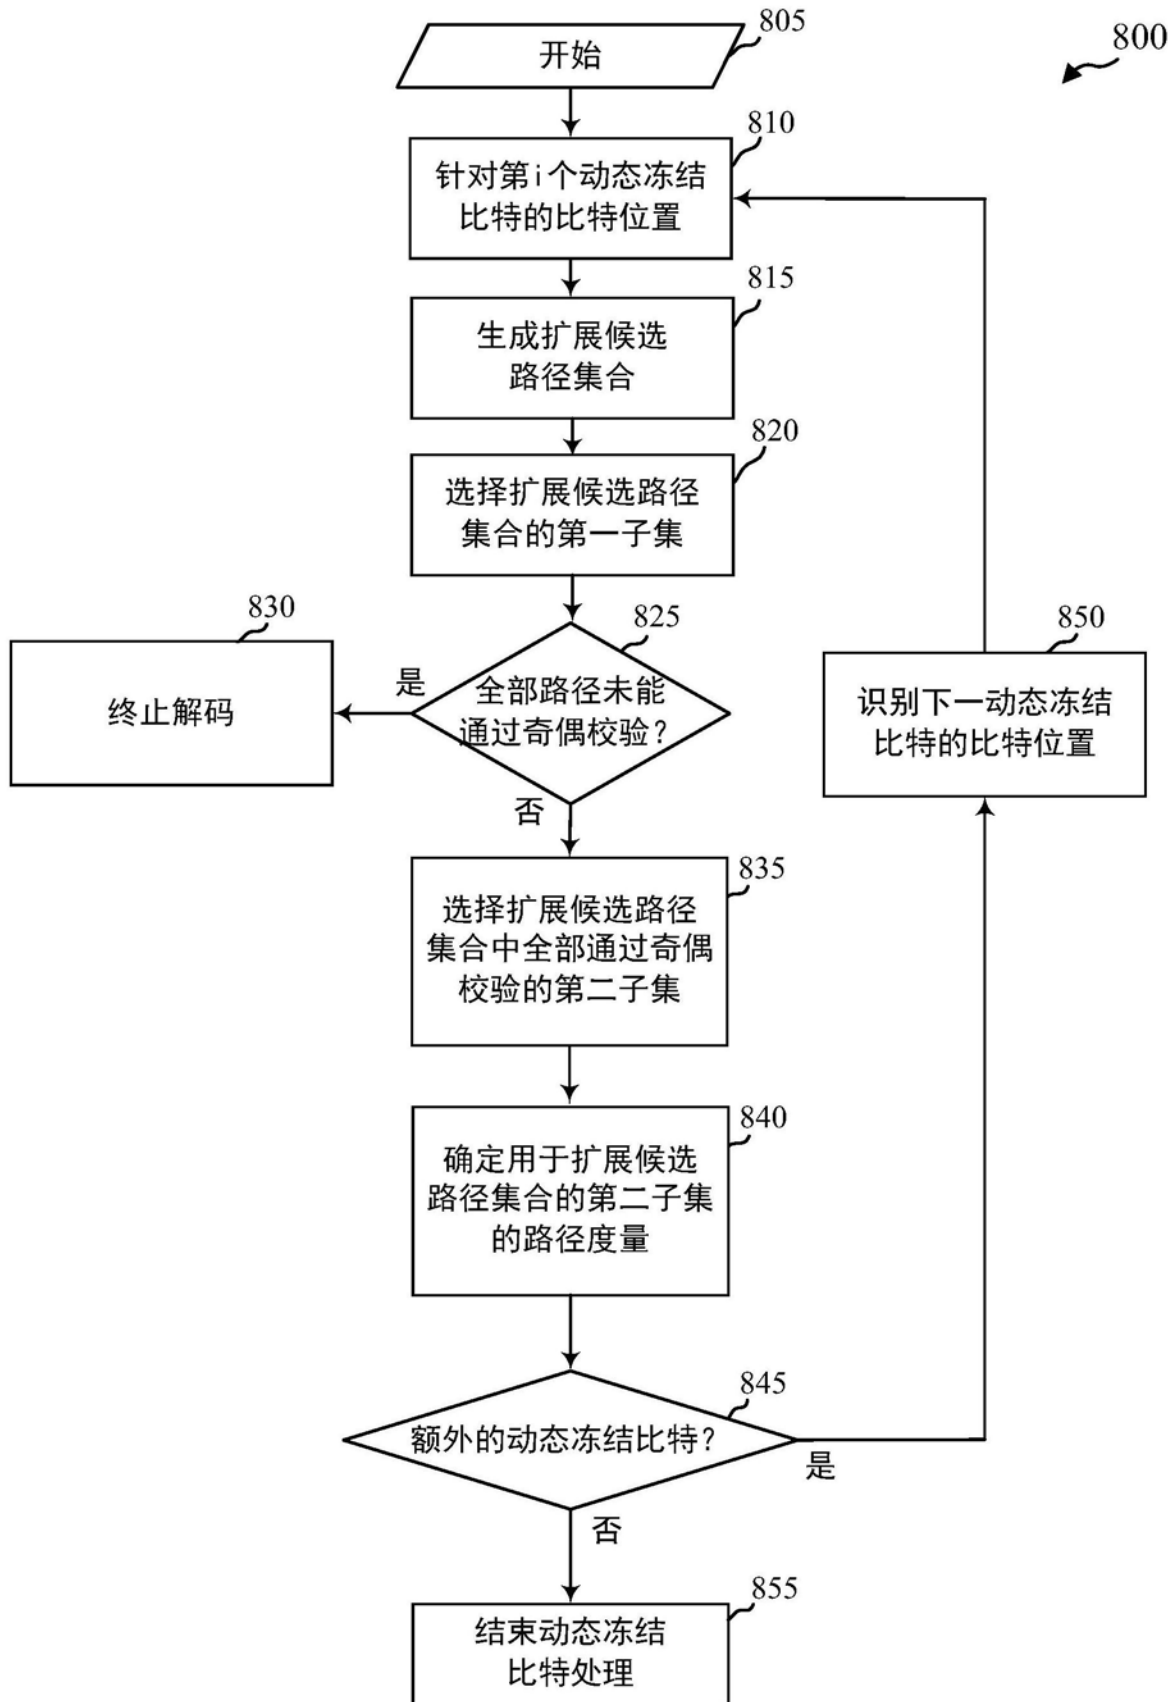 800
805
开始
810
针对第i个动态冻结
比特的比特位置
815
生成扩展候选
路径集合
820
选择扩展候选路径
集合的第一子集
825
全部路径未能
通过奇偶校验?
是
830
终止解码
否
835
选择扩展候选路径
集合中全部通过奇偶
校验的第二子集
840
确定用于扩展候选
路径集合的第二子集
的路径度量
845
额外的动态冻结比特?
是
850
识别下一动态冻结
比特的比特位置
否
855
结束动态冻结
比特处理